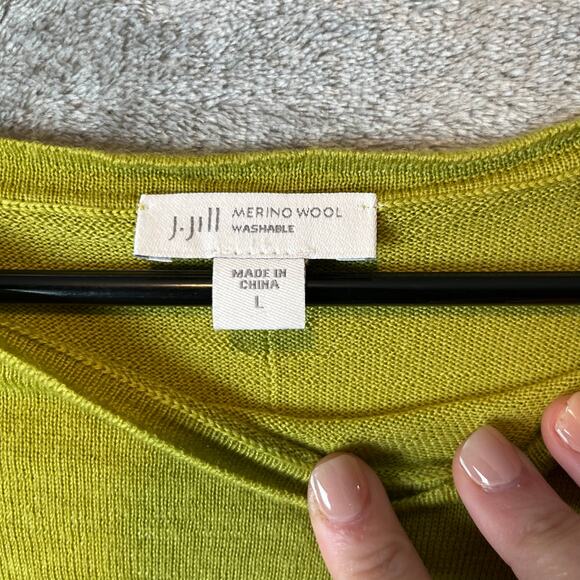 J.Jill MERINO WOOL
WASHABLE
MADE IN
CHINA
L